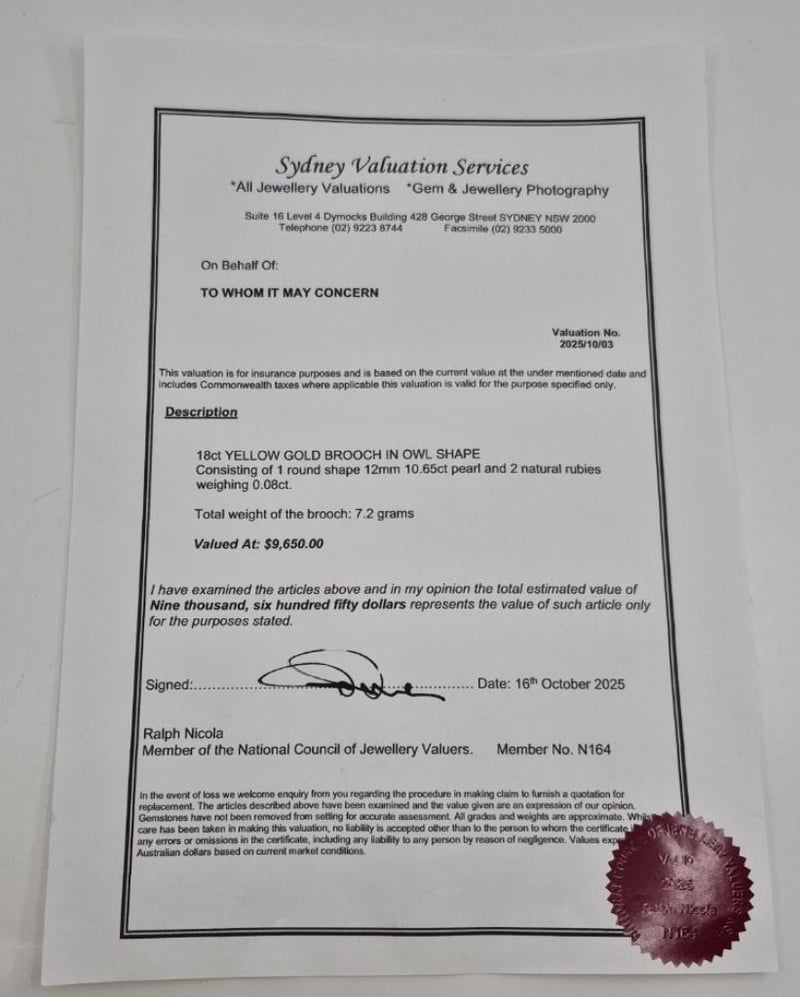 Sydney Valuation Services
*All Jewellery Valuations *Gem & Jewellery Photography
Suite 16 Level 4 Dymocks Building 428 George Street SYDNEY NSW 2000
Telephone (02) 9223 8744 Facsimile (02) 9233 5000
On Behalf Of:
TO WHOM IT MAY CONCERN
Valuation No.
2025/10/03
This valuation is for insurance purposes and is based on the current value at the under mentioned date and
includes Commonwealth taxes where applicable this valuation is valid for the purpose specified only.
Description
18ct YELLOW GOLD BROOCH IN OWL SHAPE
Consisting of 1 round shape 12mm 10.65ct pearl and 2 natural rubies
weighing 0.08ct.
Total weight of the brooch: 7.2 grams
Valued At: $9,650.00
I have examined the articles above and in my opinion the total estimated value of
Nine thousand, six hundred fifty dollars represents the value of such article only
for the purposes stated.
Signed:.................................................. Date: 16th October 2025
Ralph Nicola
Member of the National Council of Jewellery Valuers. Member No. N164
In the event of loss we welcome enquiry from you regarding the procedure in making claim to furnish a quotation for
replacement. The articles described above have been examined and the value given are an expression of our opinion.
Gemstones have not been removed from setting for accurate assessment. All grades and weights are approximate. Whils
care has been taken in making this valuation, no liability is accepted other than to the person to whom the certificate
any errors or omissions in the certificate, including any liability to any person by reason of negligence. Values
Australian dollars based on current market conditions.
OF JEWELLERY VALUERS
Valid
2025
Ralph Nicola
N164